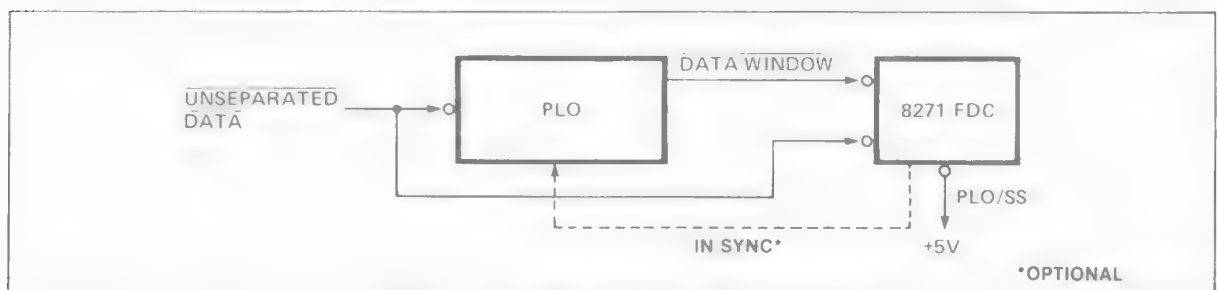 UNSEPARATED
DATA
PLO
DATA WINDOW
8271 FDC
PLO/SS
+5V
IN SYNC*
*OPTIONAL